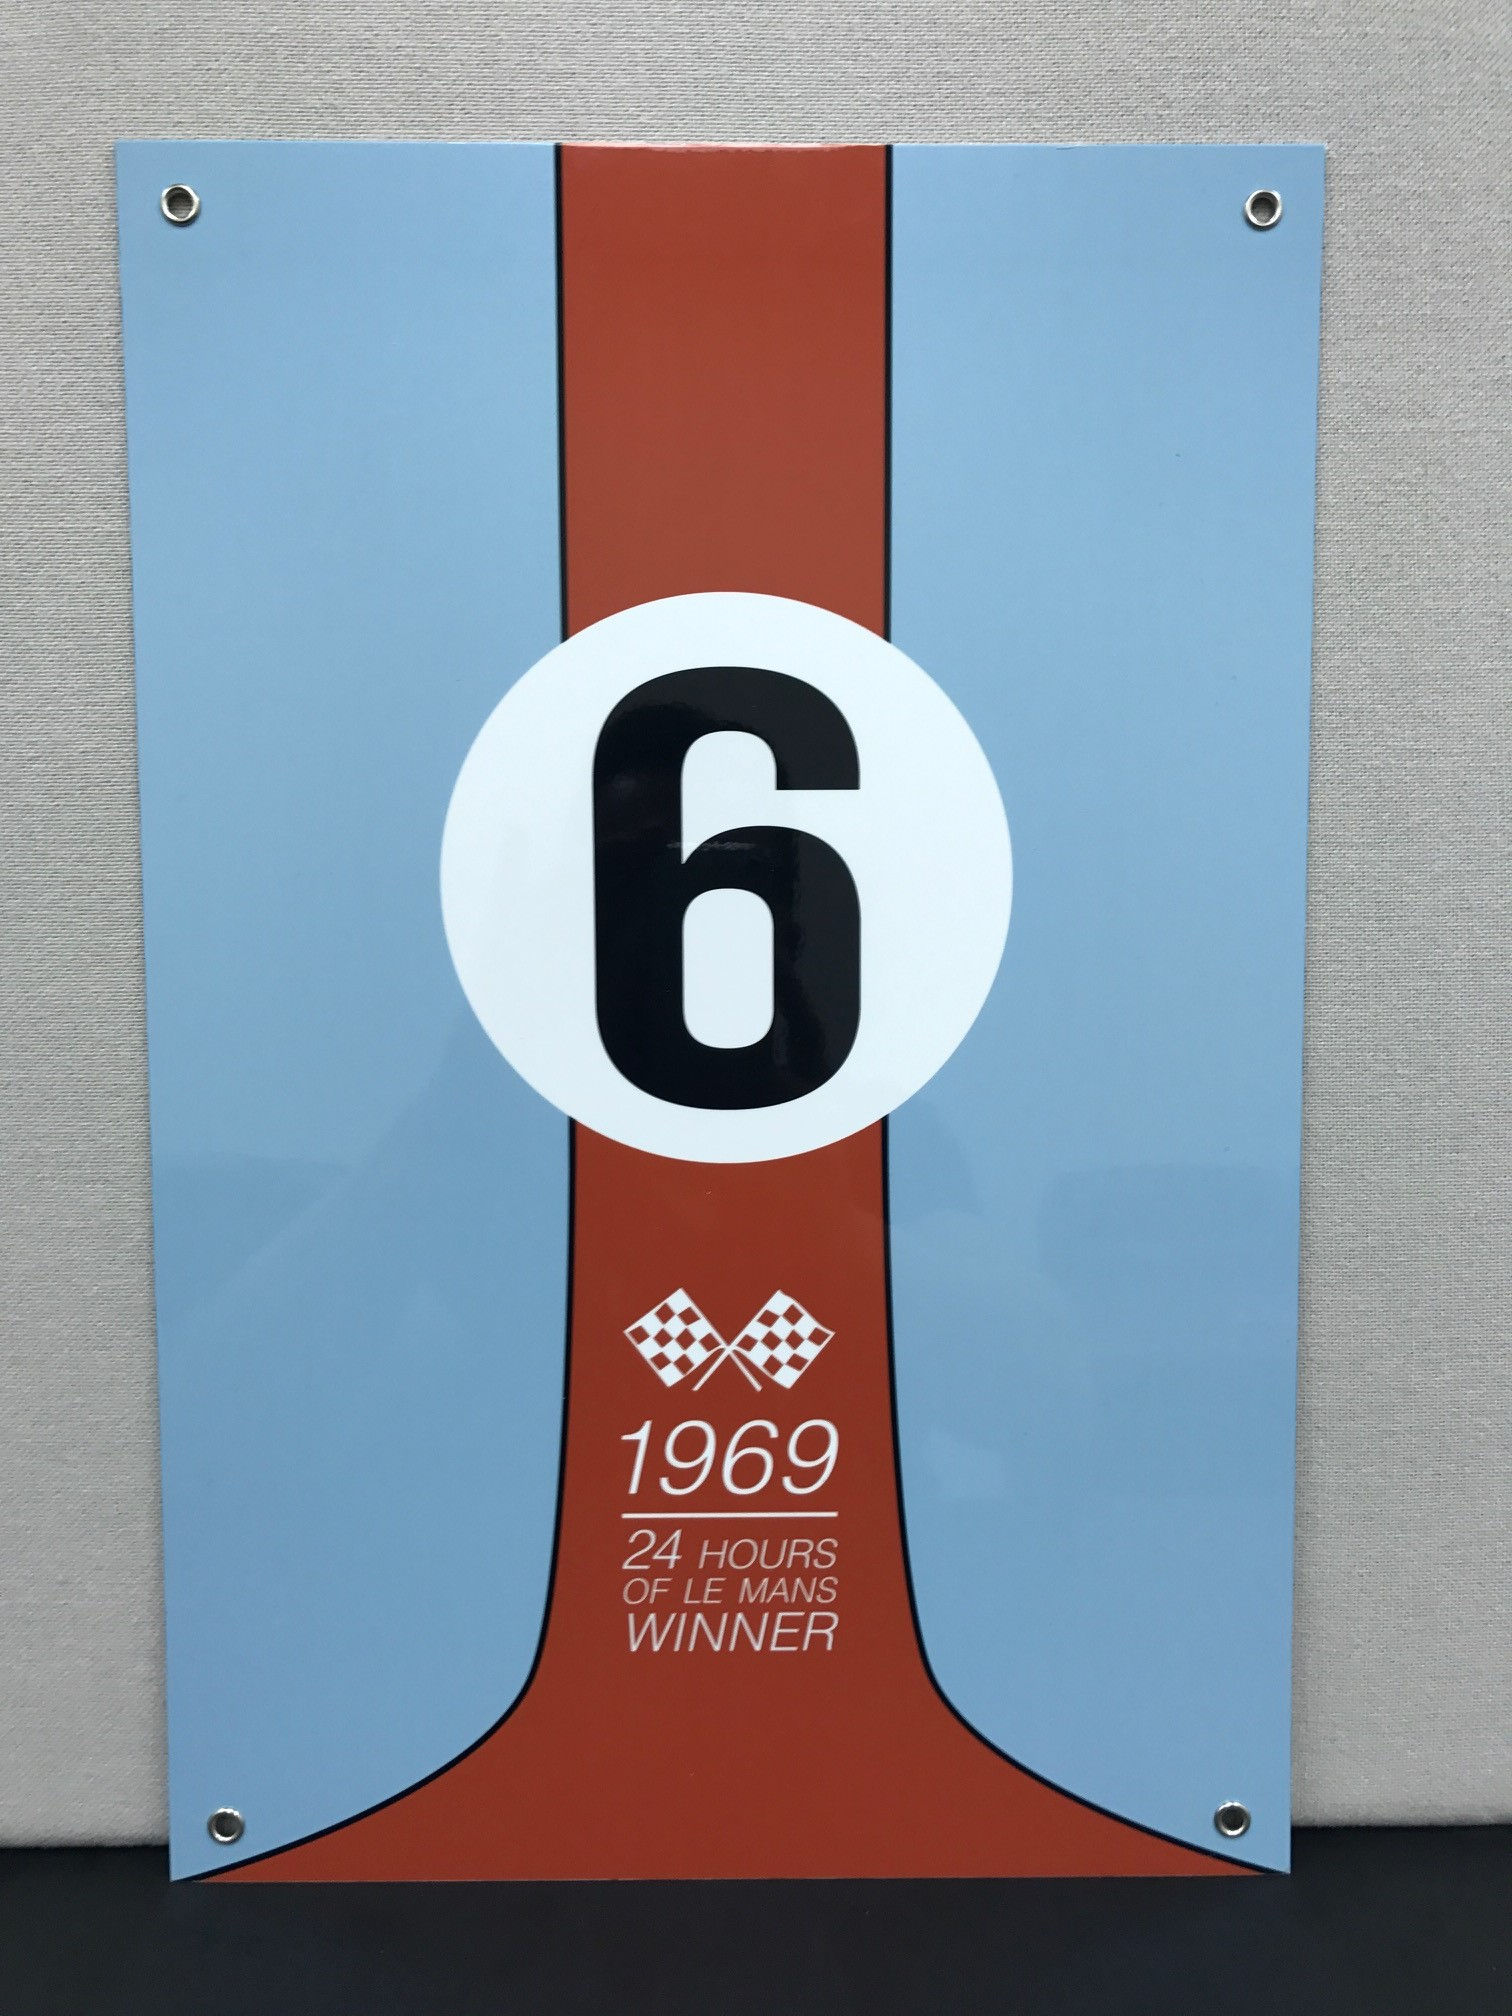 6
1969
24 HOURS
OF LE MANS
WINNER